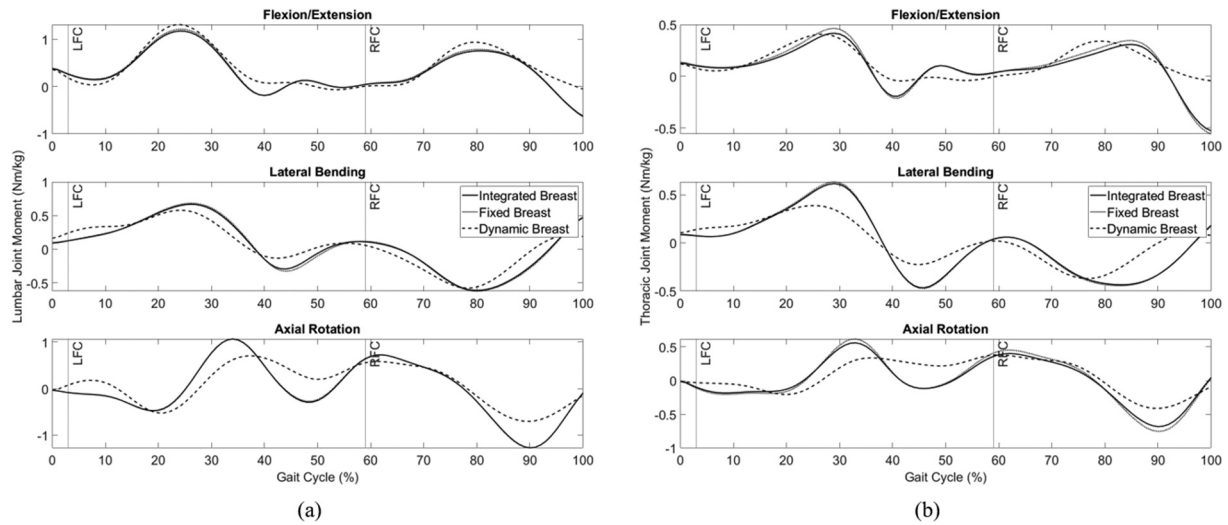 Flexion/Extension
LFC
RFC
1
0
-1
0 10 20 30 40 50 60 70 80 90 100
Lateral Bending
LFC
RFC
1
0.5
0
-0.5
Integrated Breast
Fixed Breast
Dynamic Breast
0 10 20 30 40 50 60 70 80 90 100
Axial Rotation
LFC
RFC
1
0
-1
0 10 20 30 40 50 60 70 80 90 100
Lumbar Joint Moment (Nm/kg)
Gait Cycle (%)
(a)
Flexion/Extension
LFC
RFC
0.5
0
-0.5
0 10 20 30 40 50 60 70 80 90 100
Lateral Bending
LFC
RFC
0.5
0
-0.5
Integrated Breast
Fixed Breast
Dynamic Breast
0 10 20 30 40 50 60 70 80 90 100
Axial Rotation
LFC
RFC
0.5
0
-0.5
-1
0 10 20 30 40 50 60 70 80 90 100
Thoracic Joint Moment (Nm/kg)
Gait Cycle (%)
(b)